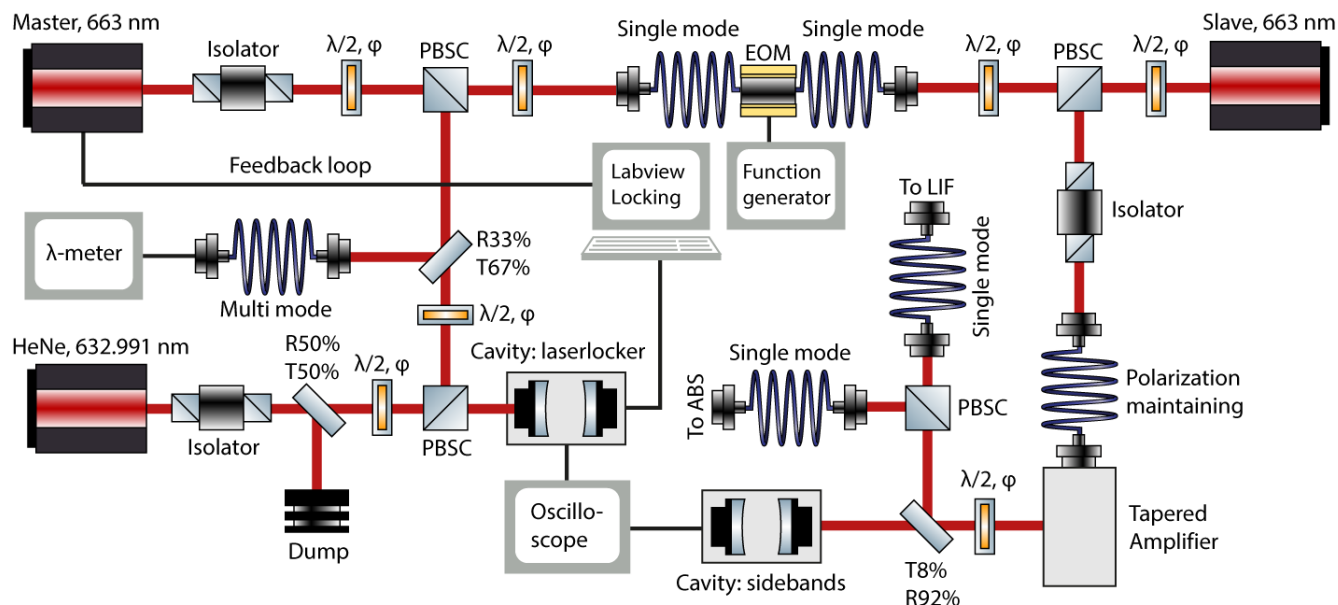 Master, 663 nm
Isolator
λ/2, φ
PBSC
λ/2, φ
Single mode
EOM
Single mode
λ/2, φ
PBSC
λ/2, φ
Slave, 663 nm
Feedback loop
Labview
Locking
Function
generator
To LIF
Single mode
Isolator
λ-meter
Multi mode
R33%
T67%
λ/2, φ
HeNe, 632.991 nm
Isolator
R50%
T50%
λ/2, φ
PBSC
Cavity: laserlocker
Dump
Oscillo-
scope
To ABS
Single mode
PBSC
Polarization
maintaining
Cavity: sidebands
T8%
R92%
λ/2, φ
Tapered
Amplifier